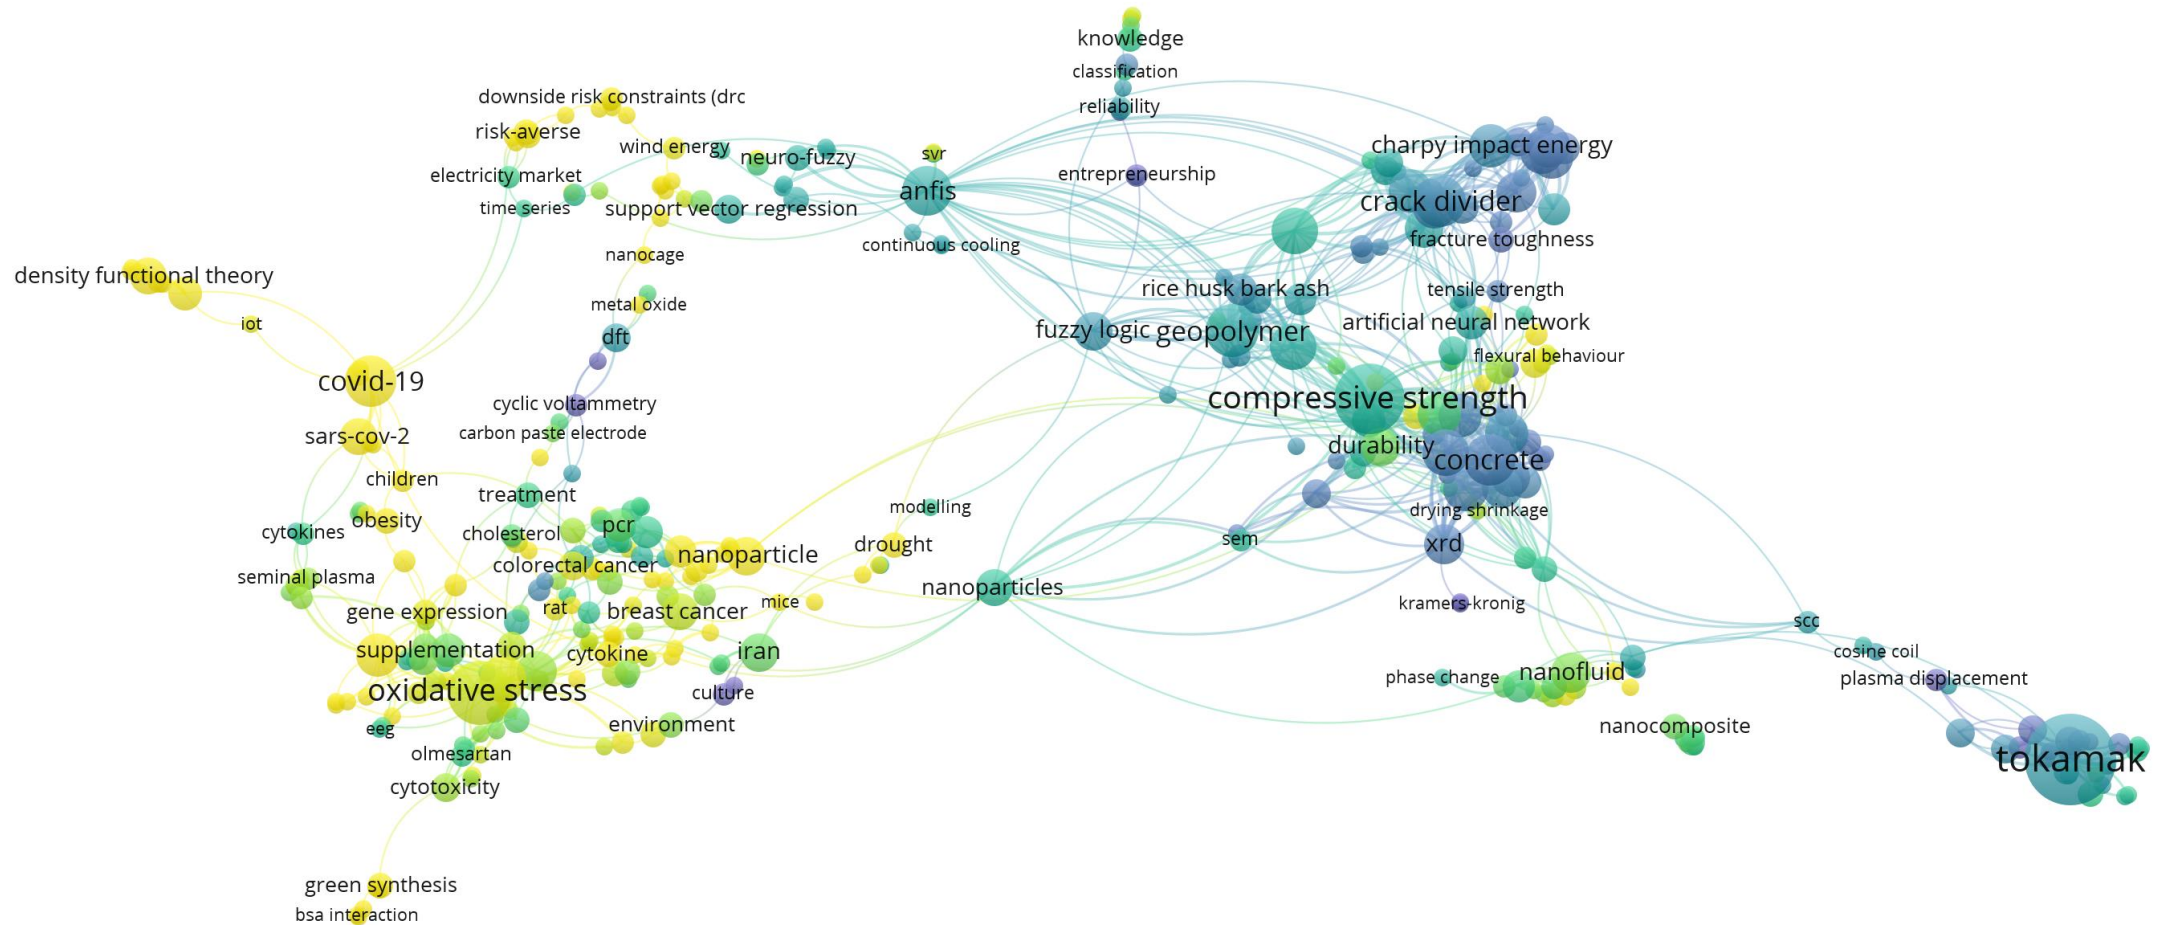 knowledge
classification
downside risk constraints (drc
reliability
risk-averse
wind energy
charpy impact energy
svr
neuro-fuzzy
electricity market
entrepreneurship
anfis
crack divider
time series
support vector regression
fracture toughness
continuous cooling
nanocage
density functional theory
rice husk bark ash
tensile strength
metal oxide
iot
artificial neural network
fuzzy logic
geopolymer
dft
flexural behaviour
covid-19
compressive strength
cyclic voltammetry
carbon paste electrode
sars-cov-2
durability
concrete
children
treatment
modelling
drying shrinkage
obesity
pcr
cytokines
cholesterol
sem
drought
xrd
nanoparticle
colorectal cancer
seminal plasma
nanoparticles
mice
kramers-kronig
rat
gene expression
breast cancer
scc
supplementation
cytokine
iran
cosine coil
nanofluid
phase change
plasma displacement
oxidative stress
culture
environment
nanocomposite
eeg
olmesartan
tokamak
cytotoxicity
green synthesis
bsa interaction